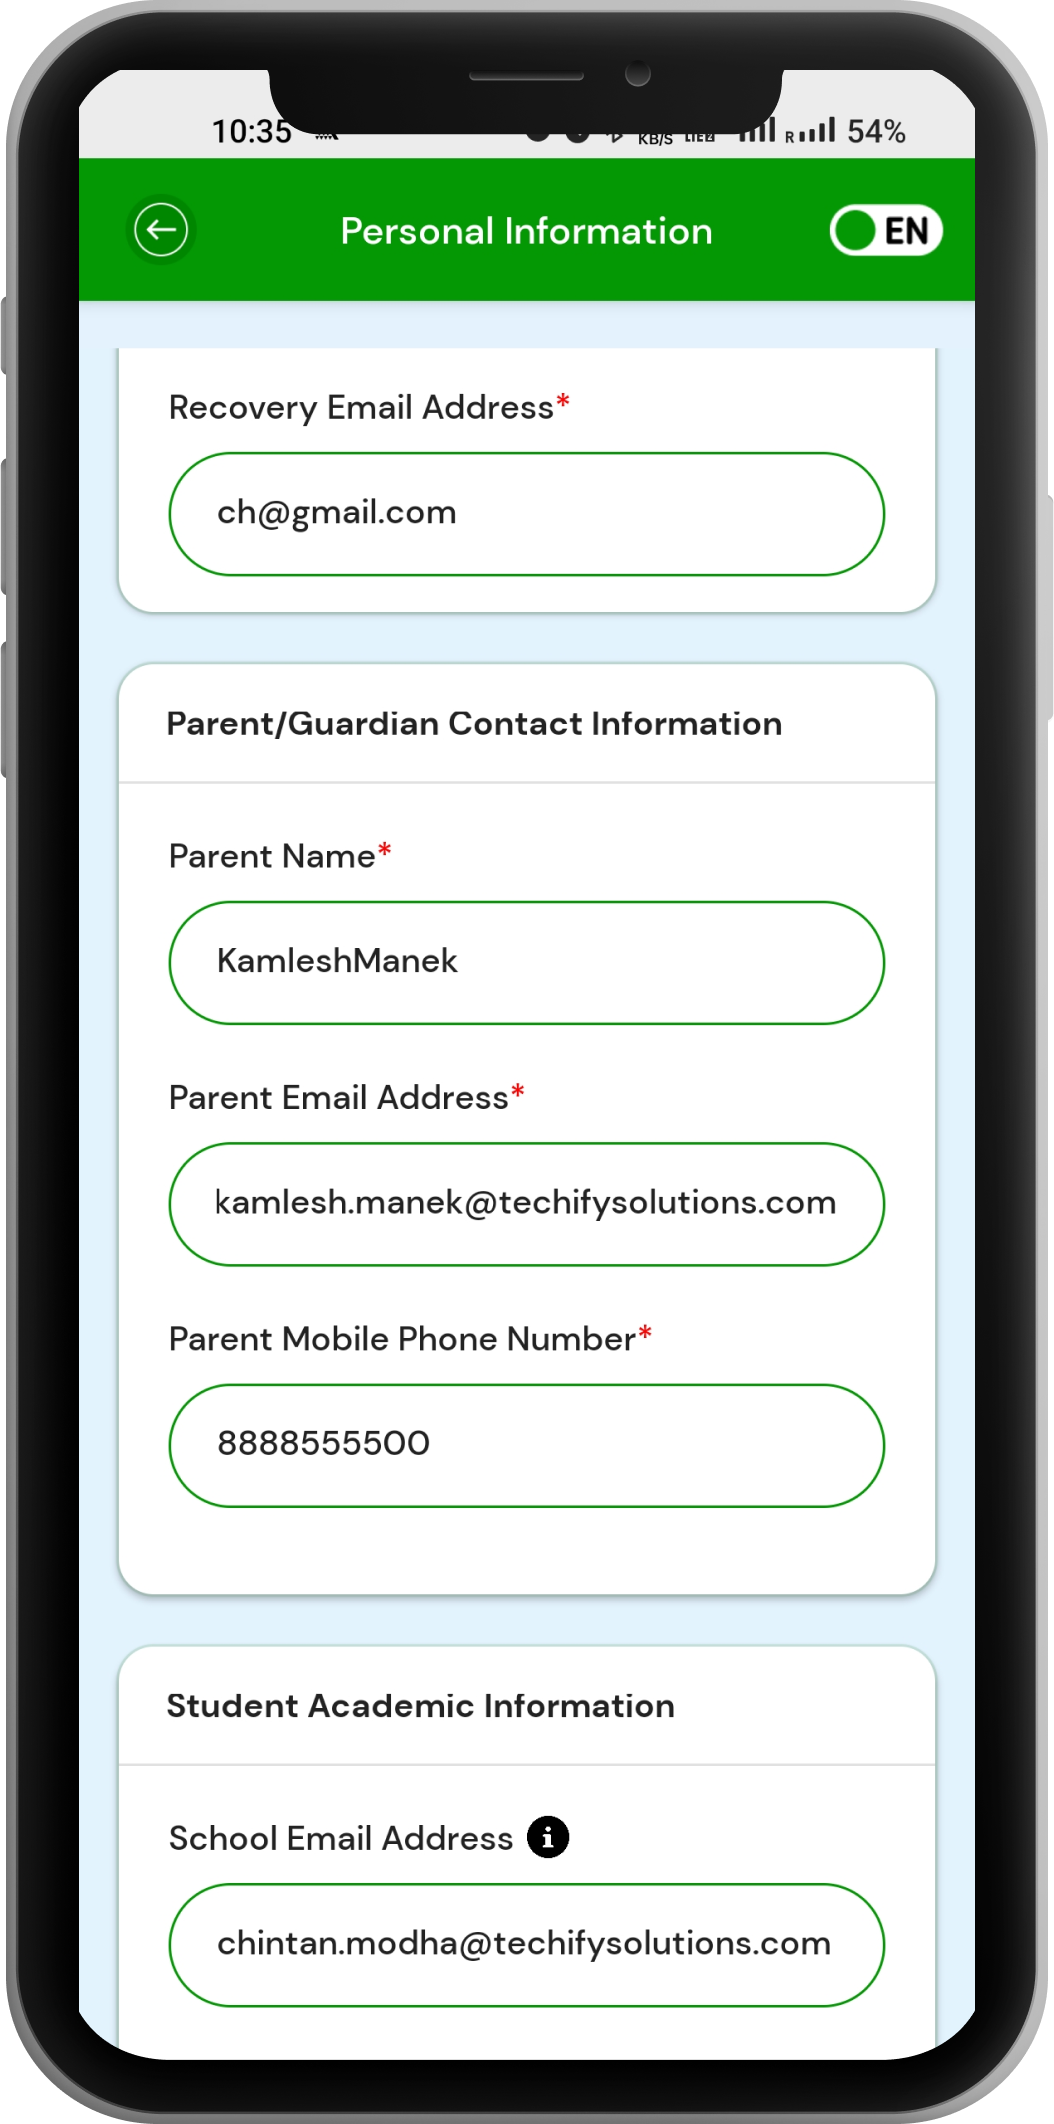 10:35
KB/S
R 54%
Personal Information
EN
Recovery Email Address*
ch@gmail.com
Parent/Guardian Contact Information
Parent Name*
KamleshManek
Parent Email Address*
kamlesh.manek@techifysolutions.com
Parent Mobile Phone Number*
8888555500
Student Academic Information
School Email Address i
chintan.modha@techifysolutions.com